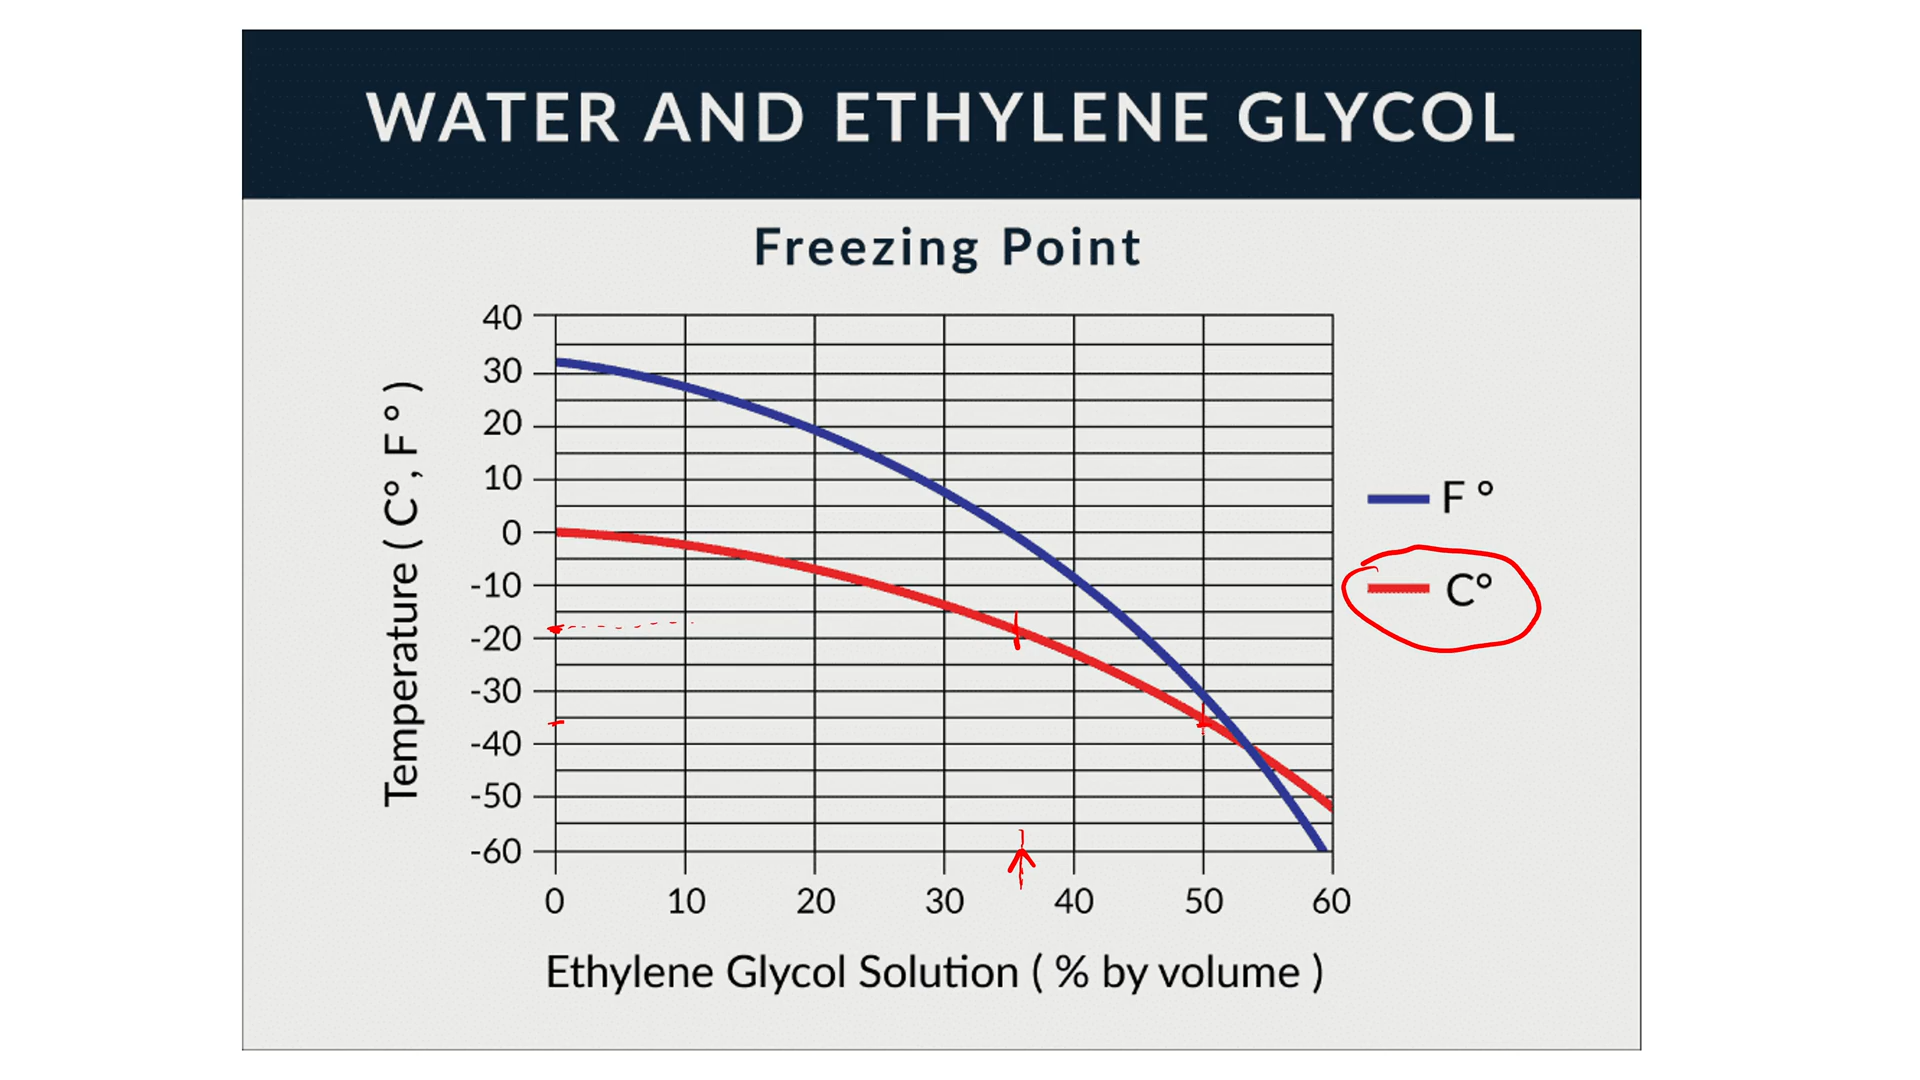 WATER AND ETHYLENE GLYCOL
Freezing Point
Temperature ( C°, F ° )
40
30
20
10
0
-10
-20
-30
-40
-50
-60
0 10 20 30 40 50 60
Ethylene Glycol Solution ( % by volume )
F °
C°